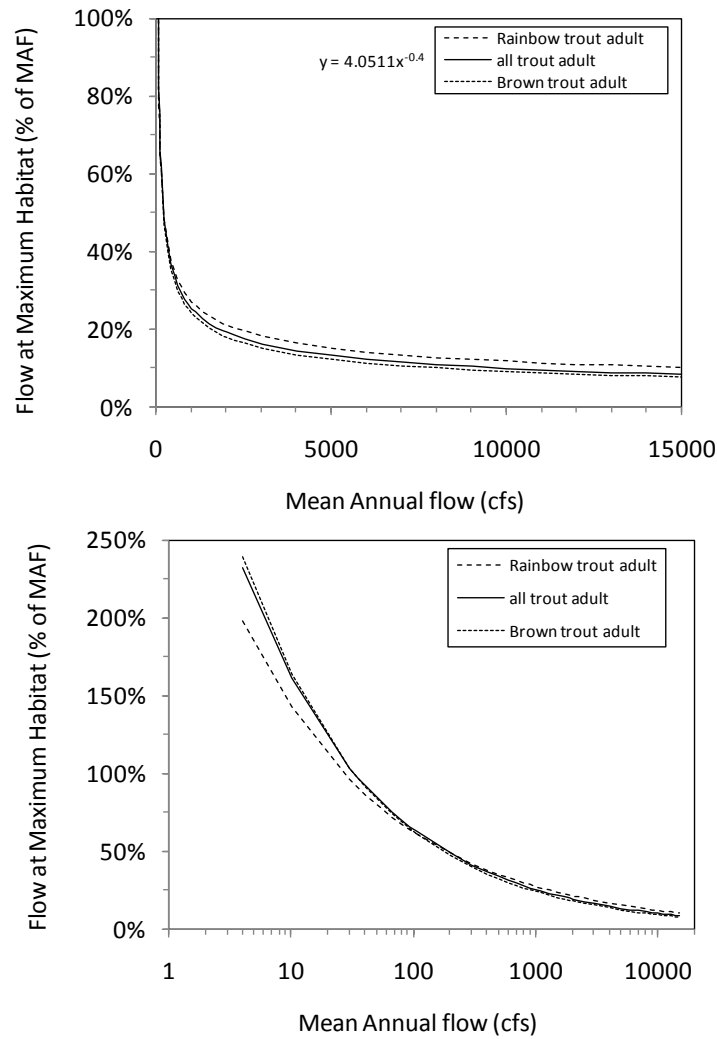 Flow at Maximum Habitat (% of MAF)
100%
80%
60%
40%
20%
0%
y = 4.0511x^-0.4
Rainbow trout adult
all trout adult
Brown trout adult
0 5000 10000 15000
Mean Annual flow (cfs)
Flow at Maximum Habitat (% of MAF)
250%
200%
150%
100%
50%
0%
Rainbow trout adult
all trout adult
Brown trout adult
1 10 100 1000 10000
Mean Annual flow (cfs)